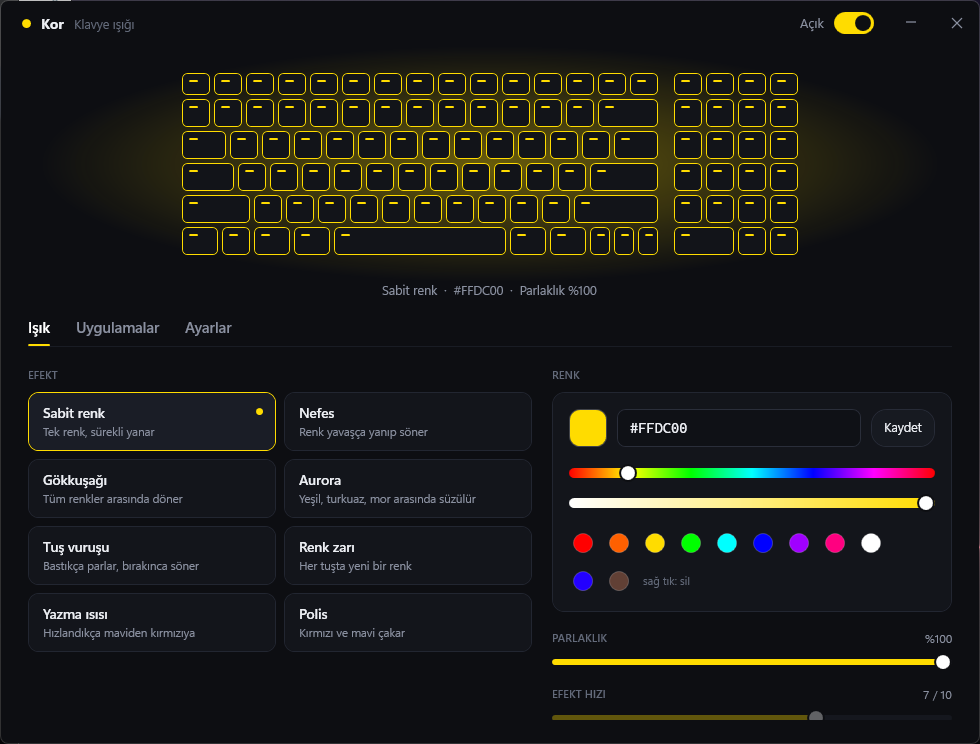 Kor Klavye ışığı
Açık
Sabit renk · #FFDC00 · Parlaklık %100
Işık Uygulamalar Ayarlar
EFEKT
Sabit renk
Tek renk, sürekli yanar
Nefes
Renk yavaşça yanıp söner
Gökkuşağı
Tüm renkler arasında döner
Aurora
Yeşil, turkuaz, mor arasında süzülür
Tuş vuruşu
Bastıkça parlar, bırakınca söner
Renk zarı
Her tuşta yeni bir renk
Yazma ısısı
Hızlandıkça maviden kırmızıya
Polis
Kırmızı ve mavi çakar
RENK
#FFDC00
Kaydet
sağ tık: sil
PARLAKLIK %100
EFEKT HIZI 7 / 10